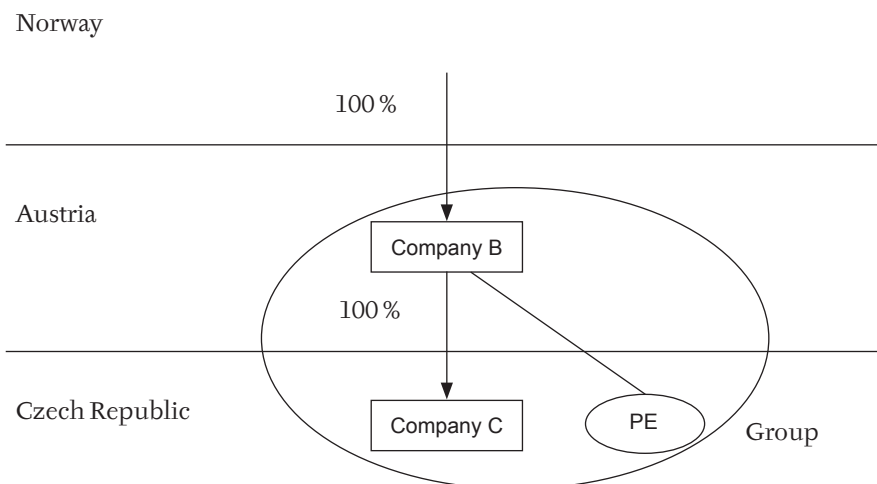 Norway
100 %
Austria
Company B
100 %
Czech Republic
Company C
PE
Group